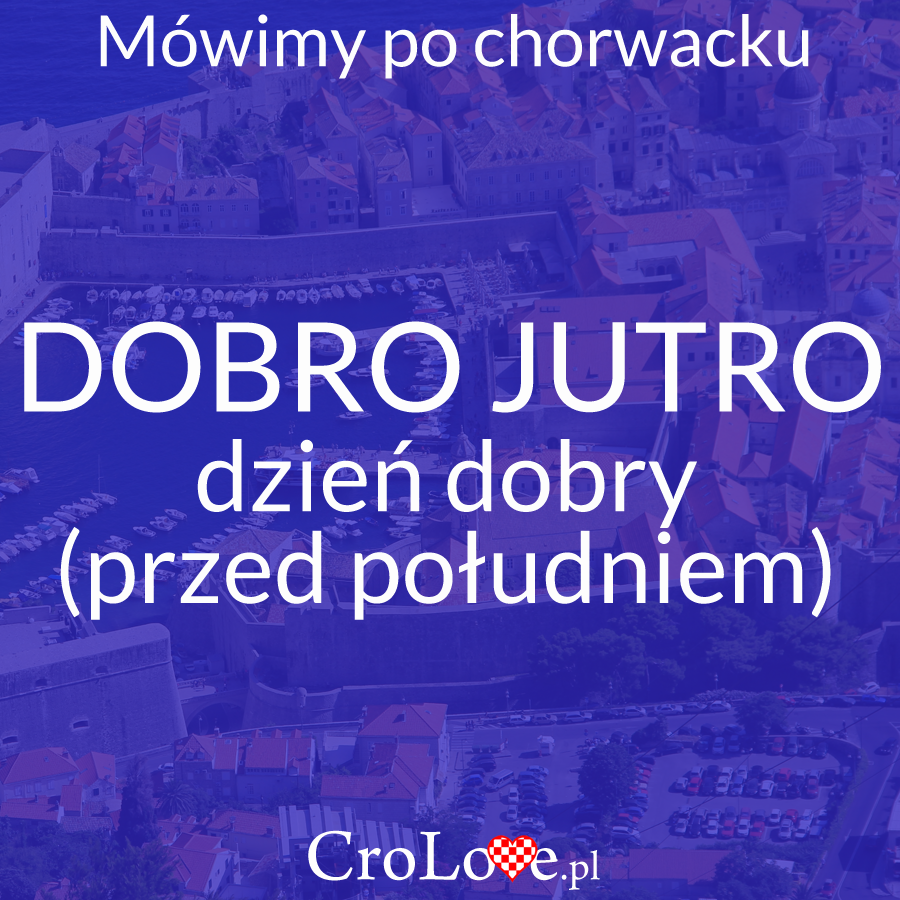 Mówimy po chorwacku
DOBRO JUTRO
dzień dobry
(przed południem)
CroLove.pl